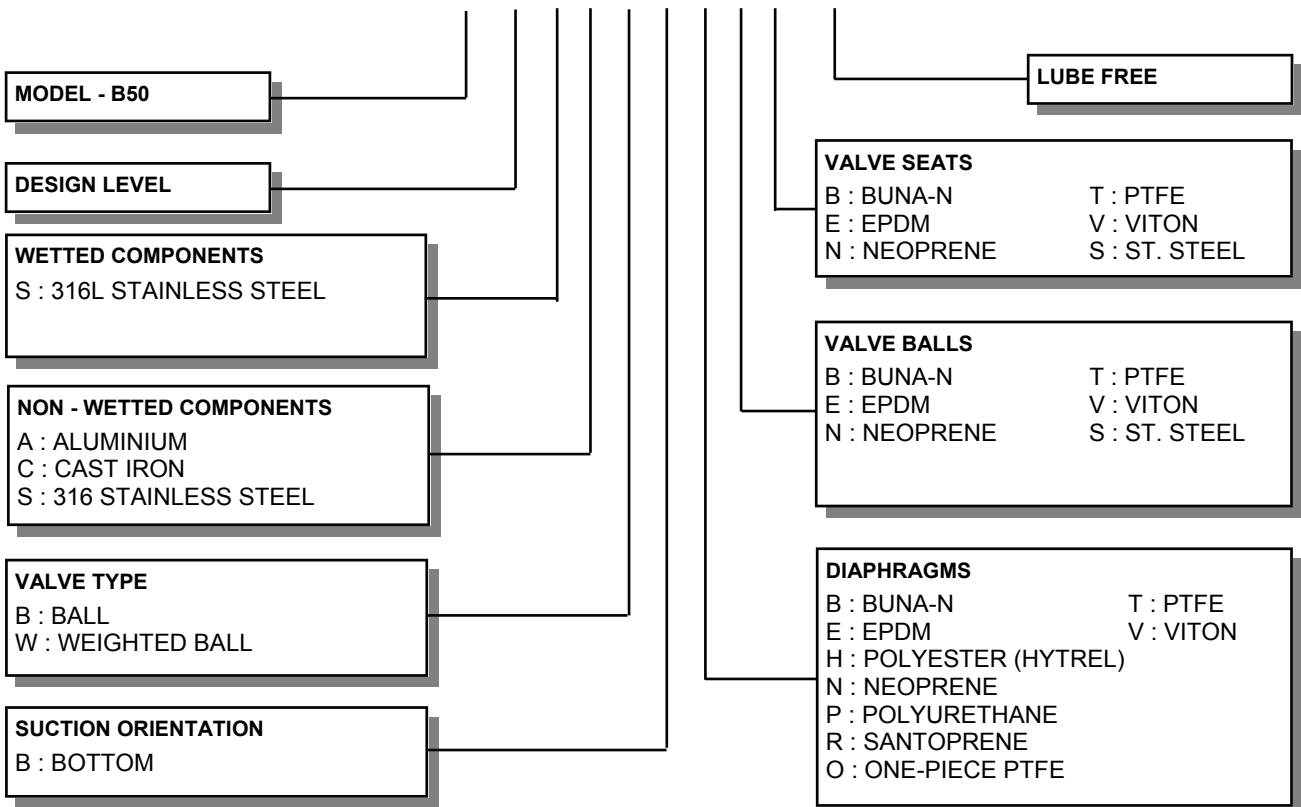 MODEL - B50
DESIGN LEVEL
WETTED COMPONENTS
S : 316L STAINLESS STEEL
NON - WETTED COMPONENTS
A : ALUMINIUM
C : CAST IRON
S : 316 STAINLESS STEEL
VALVE TYPE
B : BALL
W : WEIGHTED BALL
SUCTION ORIENTATION
B : BOTTOM
LUBE FREE
VALVE SEATS
B : BUNA-N T : PTFE
E : EPDM V : VITON
N : NEOPRENE S : ST. STEEL
VALVE BALLS
B : BUNA-N T : PTFE
E : EPDM V : VITON
N : NEOPRENE S : ST. STEEL
DIAPHRAGMS
B : BUNA-N T : PTFE
E : EPDM V : VITON
H : POLYESTER (HYTREL)
N : NEOPRENE
P : POLYURETHANE
R : SANTOPRENE
O : ONE-PIECE PTFE